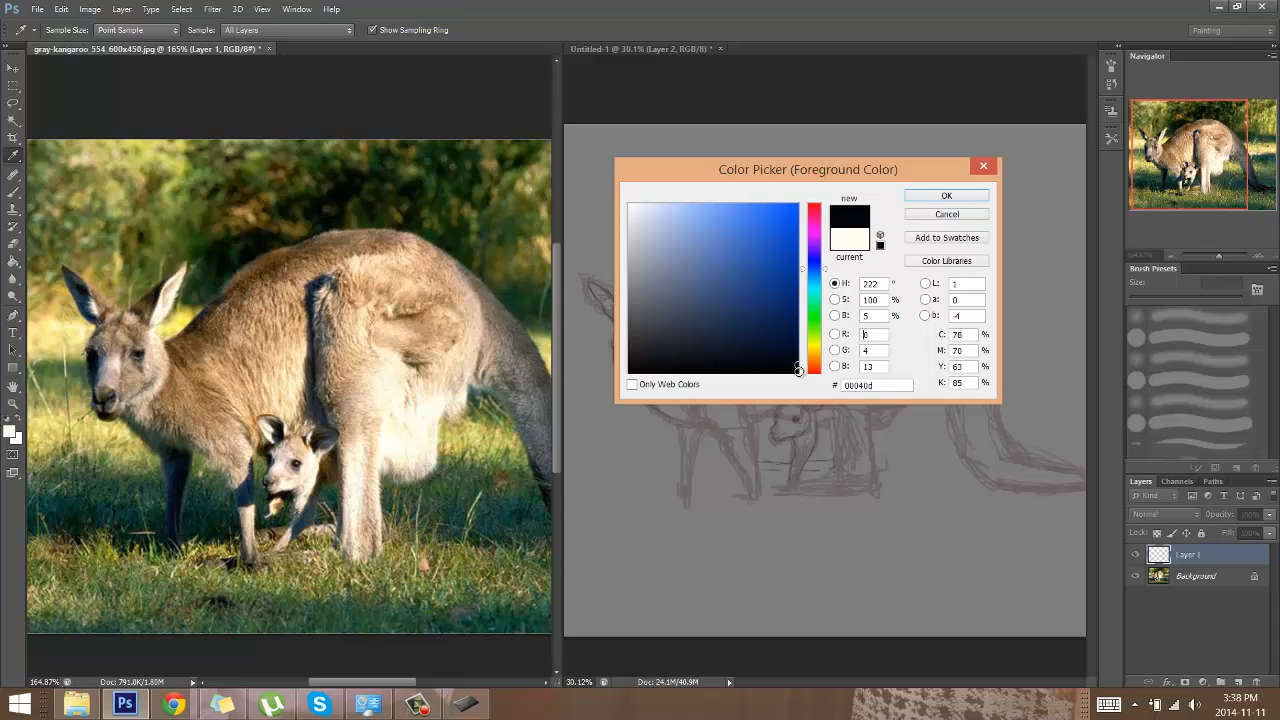 Ps File Edit Image Layer Type Select Filter 3D View Window Help
Sample Size: Point Sample Sample: All Layers Show Sampling Ring Painting
gray-kangaroo_554_600x450.jpg @ 165% (Layer 1, RGB/8#) * ×
Untitled-1 @ 30.1% (Layer 2, RGB/8) * ×
Navigator
Color Picker (Foreground Color)
new
current
OK
Cancel
Add to Swatches
Color Libraries
H: 222 °
S: 100 %
B: 5 %
R: 0
G: 4
B: 13
L: 1
a: 0
b: -4
C: 78 %
M: 70 %
Y: 63 %
K: 85 %
# 00040d
Only Web Colors
Brush Presets
Size:
Layers Channels Paths
Kind
Normal Opacity: 100%
Lock: Fill: 100%
Layer 1
Background
164.87% Doc: 791.0K/1.80M
30.12% Doc: 24.1M/40.9M
Ps
3:38 PM
2014-11-11